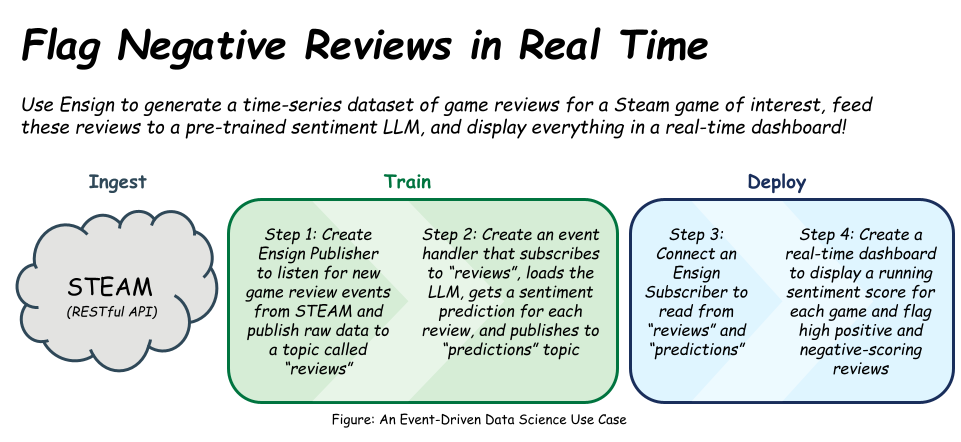 Flag Negative Reviews in Real Time
Use Ensign to generate a time-series dataset of game reviews for a Steam game of interest, feed
these reviews to a pre-trained sentiment LLM, and display everything in a real-time dashboard!
Ingest
STEAM
(RESTful API)
Train
Step 1: Create
Ensign Publisher
to listen for new
game review events
from STEAM and
publish raw data to
a topic called
“reviews”
Step 2: Create an event
handler that subscribes
to “reviews”, loads the
LLM, gets a sentiment
prediction for each
review, and publishes to
“predictions” topic
Deploy
Step 3:
Connect an
Ensign
Subscriber to
read from
“reviews” and
“predictions”
Step 4: Create a
real-time dashboard
to display a running
sentiment score for
each game and flag
high positive and
negative-scoring
reviews
Figure: An Event-Driven Data Science Use Case